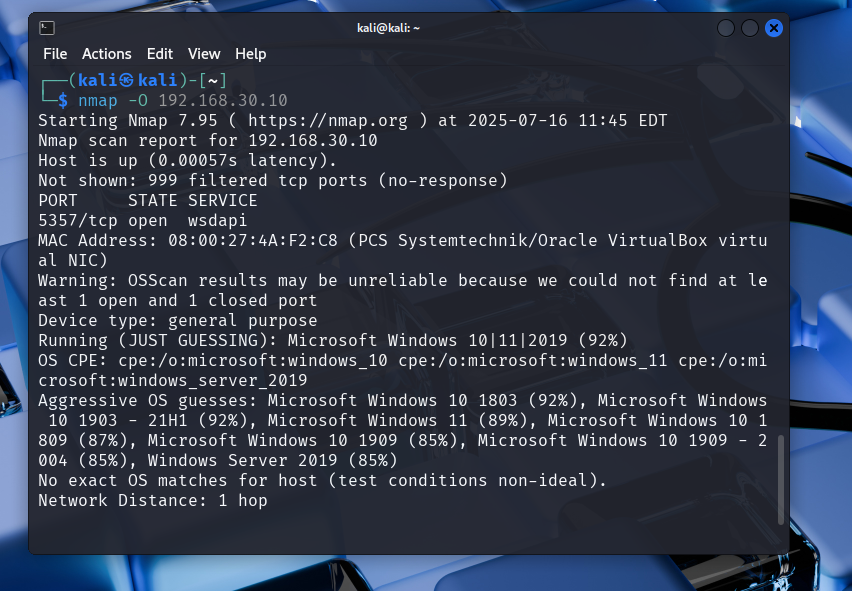 kali@kali: ~
File Actions Edit View Help
┌──(kali㉿kali)-[~]
└─$ nmap -O 192.168.30.10
Starting Nmap 7.95 ( https://nmap.org ) at 2025-07-16 11:45 EDT
Nmap scan report for 192.168.30.10
Host is up (0.00057s latency).
Not shown: 999 filtered tcp ports (no-response)
PORT     STATE SERVICE
5357/tcp open  wsdapi
MAC Address: 08:00:27:4A:F2:C8 (PCS Systemtechnik/Oracle VirtualBox virtu
al NIC)
Warning: OSScan results may be unreliable because we could not find at le
ast 1 open and 1 closed port
Device type: general purpose
Running (JUST GUESSING): Microsoft Windows 10|11|2019 (92%)
OS CPE: cpe:/o:microsoft:windows_10 cpe:/o:microsoft:windows_11 cpe:/o:mi
crosoft:windows_server_2019
Aggressive OS guesses: Microsoft Windows 10 1803 (92%), Microsoft Windows
 10 1903 - 21H1 (92%), Microsoft Windows 11 (89%), Microsoft Windows 10 1
809 (87%), Microsoft Windows 10 1909 (85%), Microsoft Windows 10 1909 - 2
004 (85%), Windows Server 2019 (85%)
No exact OS matches for host (test conditions non-ideal).
Network Distance: 1 hop